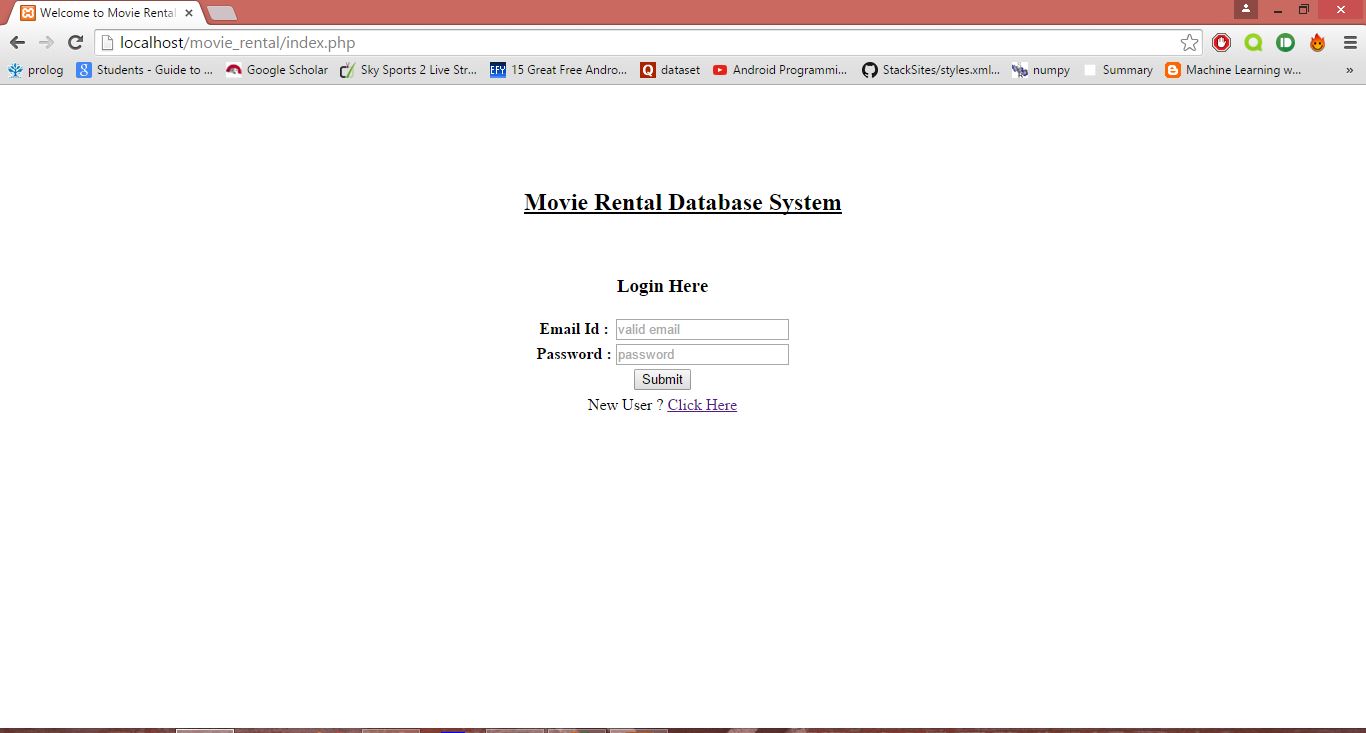 Welcome to Movie Rental
localhost/movie_rental/index.php
prolog
Students - Guide to ...
Google Scholar
Sky Sports 2 Live Str...
EFY 15 Great Free Andro...
dataset
Android Programmi...
StackSites/styles.xml...
numpy
Summary
Machine Learning w...
»
Movie Rental Database System
Login Here
Email Id : valid email
Password : password
Submit
New User ? Click Here